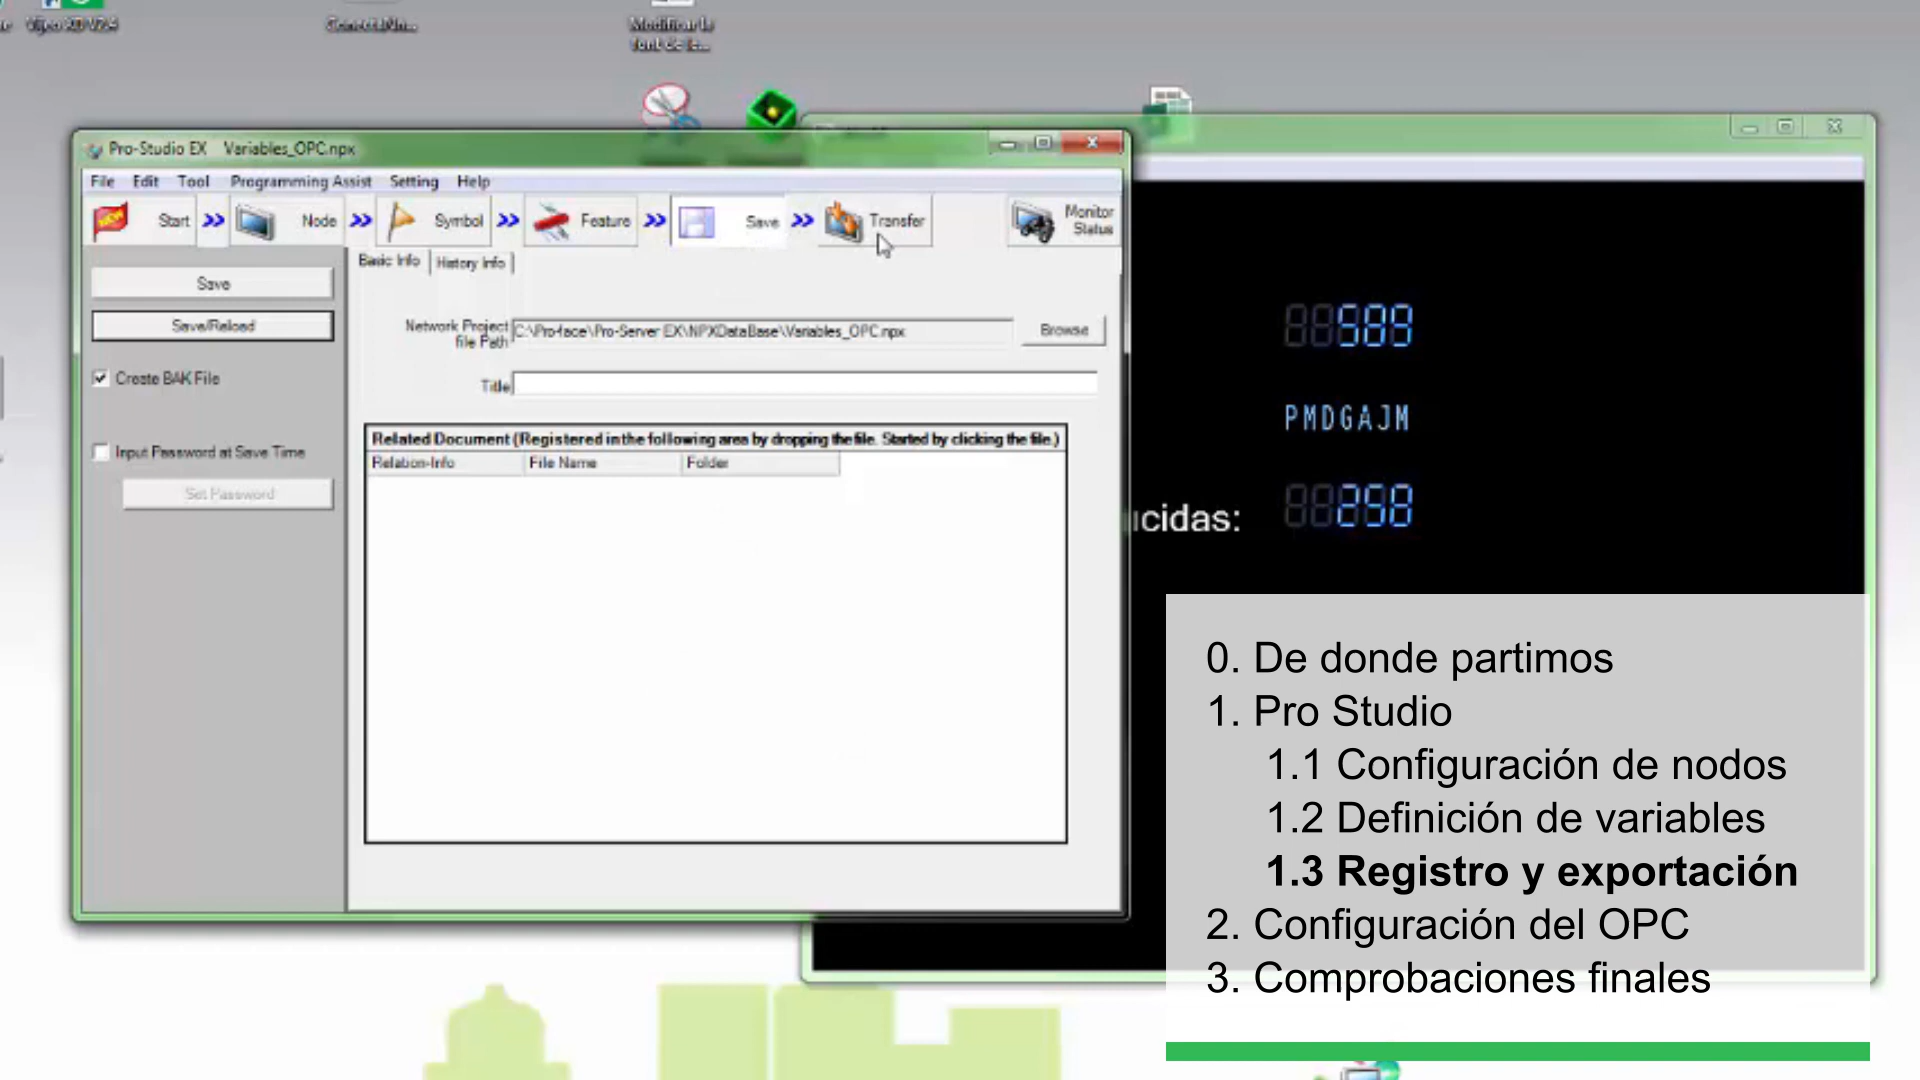 Pro-Studio EX Variables_OPC.npx
File Edit Tool Programming Assist Setting Help
Start Node Symbol Feature Save Transfer
Monitor
Status
Save
Save/Reload
Create BAK File
Input Password at Save Time
Set Password
Basic Info History Info
Network Project
file Path
C:\Pro-face\Pro-Server EX\NPXDataBase\Variables_OPC.npx
Browse
Title
Related Document (Registered in the following area by dropping the file. Started by clicking the file.)
Relation-Info File Name Folder
589
PMDGAJM
ucidas:
298
0. De donde partimos
1. Pro Studio
1.1 Configuración de nodos
1.2 Definición de variables
1.3 Registro y exportación
2. Configuración del OPC
3. Comprobaciones finales